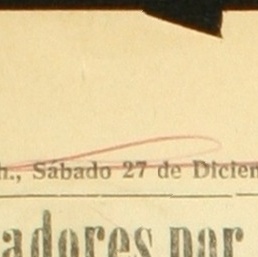 h., Sábado 27 de Dicien
adores por